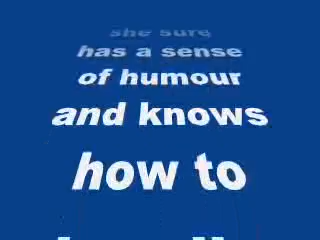 she sure
has a sense
of humour
and knows
how to